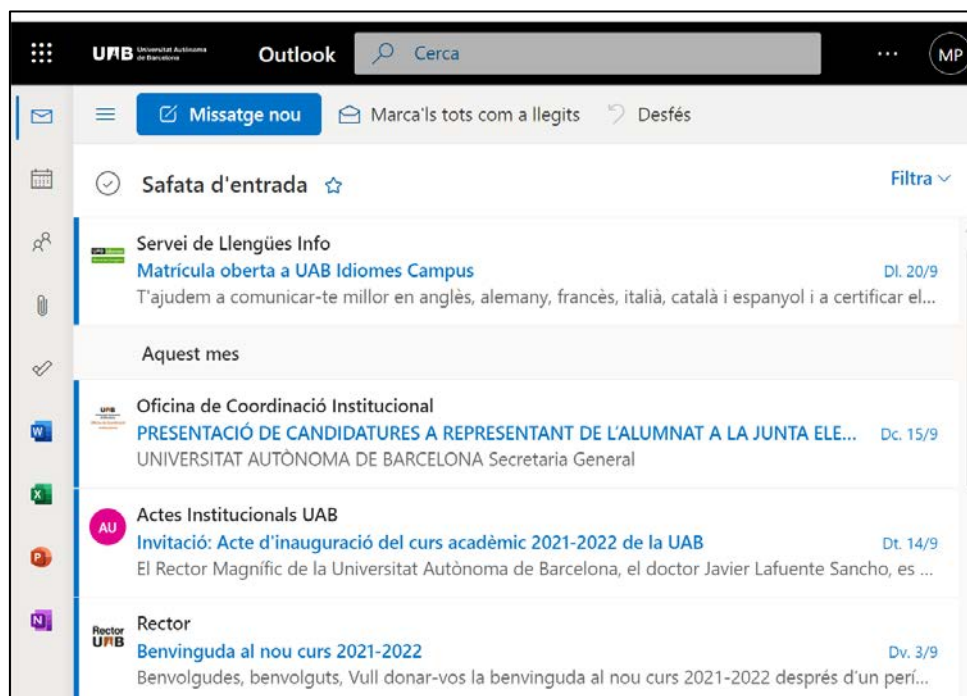 UAB Universitat Autònoma
de Barcelona
Outlook
Cerca
MP
Missatge nou
Marca'ls tots com a llegits
Desfés
Safata d'entrada
Filtra
Servei de Llengües Info
Matrícula oberta a UAB Idiomes Campus
Dl. 20/9
T'ajudem a comunicar-te millor en anglès, alemany, francès, italià, català i espanyol i a certificar el...
Aquest mes
Oficina de Coordinació Institucional
PRESENTACIÓ DE CANDIDATURES A REPRESENTANT DE L'ALUMNAT A LA JUNTA ELE...
Dc. 15/9
UNIVERSITAT AUTÒNOMA DE BARCELONA Secretaria General
AU
Actes Institucionals UAB
Invitació: Acte d'inauguració del curs acadèmic 2021-2022 de la UAB
Dt. 14/9
El Rector Magnífic de la Universitat Autònoma de Barcelona, el doctor Javier Lafuente Sancho, es ...
Rector
UAB
Rector
Benvinguda al nou curs 2021-2022
Dv. 3/9
Benvolgudes, benvolguts, Vull donar-vos la benvinguda al nou curs 2021-2022 després d'un perí...